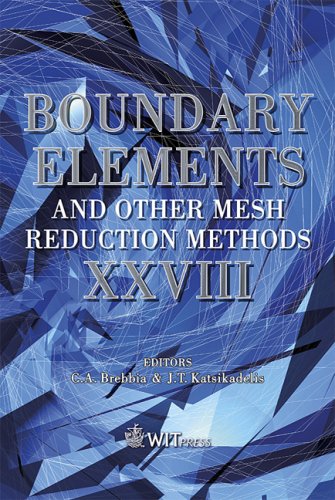 BOUNDARY
ELEMENTS
AND OTHER MESH
REDUCTION METHODS
XXVIII
EDITORS
C.A. Brebbia & J.T. Katsikadelis
WIT PRESS